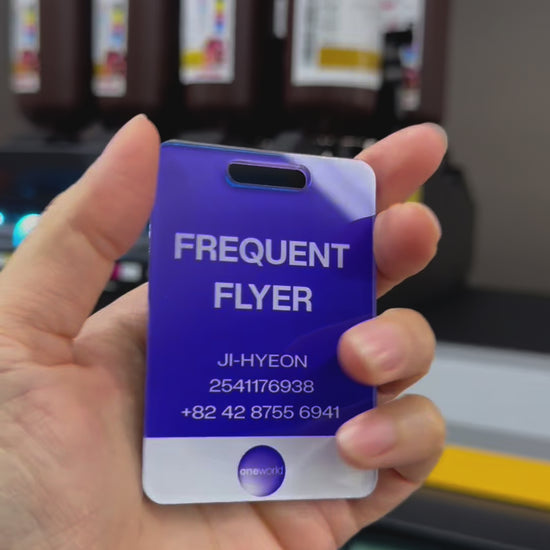 FREQUENT
FLYER
JI-HYEON
2541176938
+82 42 8755 6941
oneworld